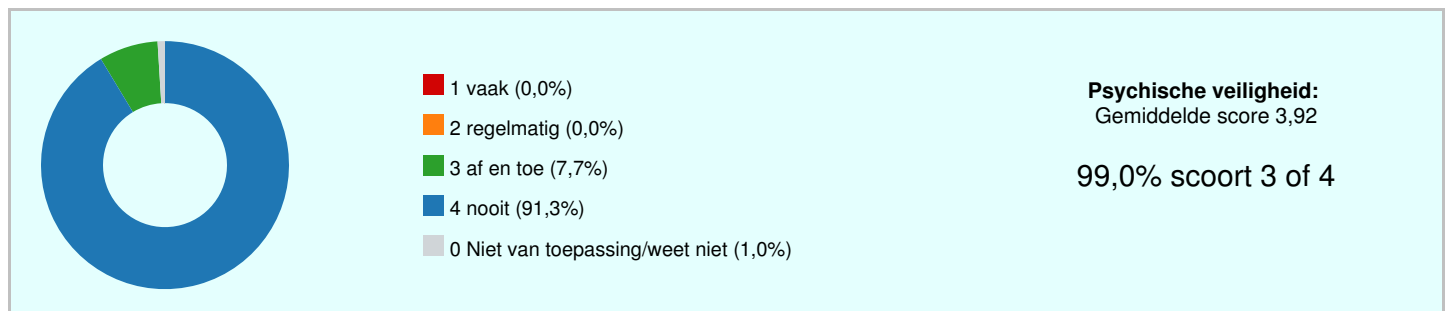 1 vaak (0,0%)
2 regelmatig (0,0%)
3 af en toe (7,7%)
4 nooit (91,3%)
0 Niet van toepassing/weet niet (1,0%)
Psychische veiligheid:
Gemiddelde score 3,92
99,0% scoort 3 of 4